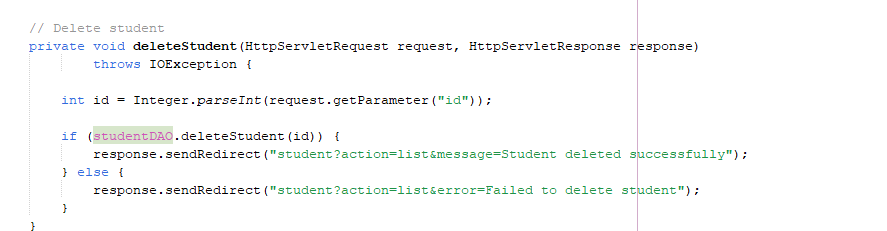 // Delete student
private void deleteStudent(HttpServletRequest request, HttpServletResponse response)
        throws IOException {

    int id = Integer.parseInt(request.getParameter("id"));

    if (studentDAO.deleteStudent(id)) {
        response.sendRedirect("student?action=list&message=Student deleted successfully");
    } else {
        response.sendRedirect("student?action=list&error=Failed to delete student");
    }
}